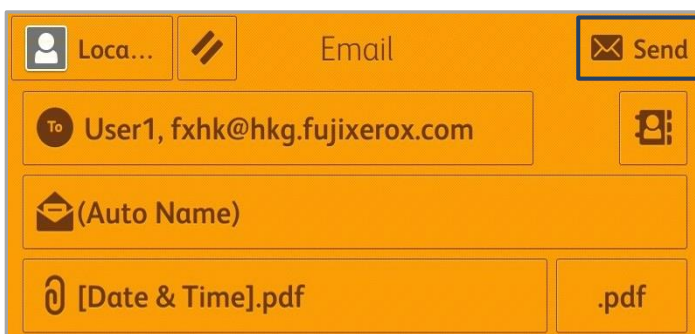 Loca... Email Send
To User1, fxhk@hkg.fujixerox.com
(Auto Name)
[Date & Time].pdf .pdf